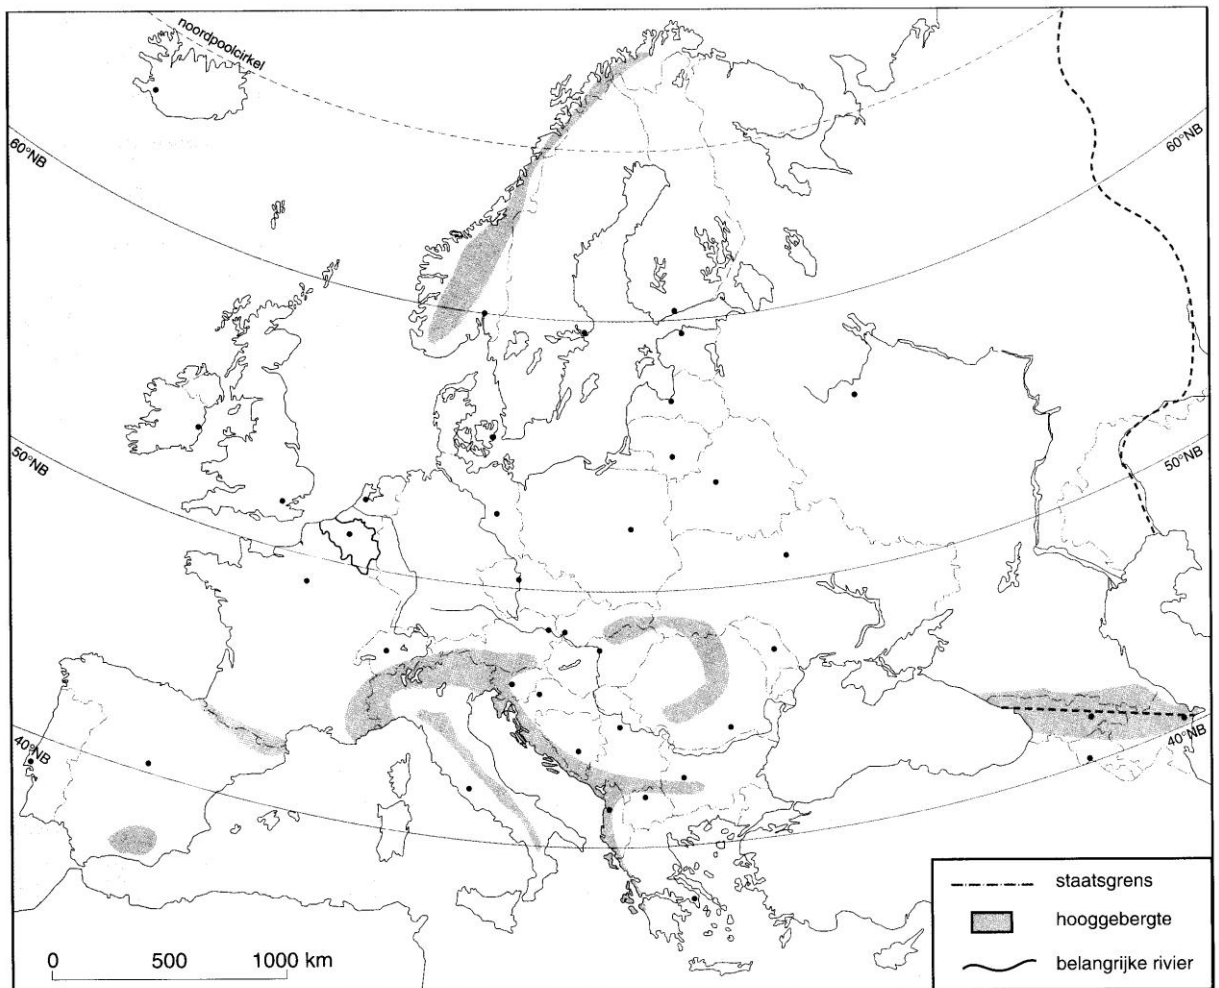 noordpoolcirkel
60°NB
60°NB
50°NB
50°NB
40°NB
40°NB
staatsgrens
hooggebergte
belangrijke rivier
0 500 1000 km